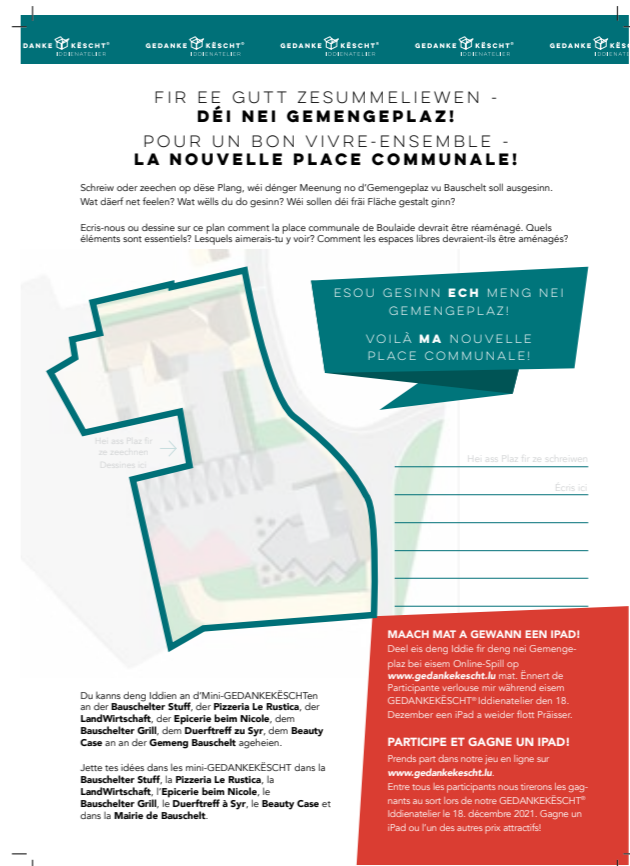 DANKE KËSCHT®
IDDIENATELIER
GEDANKE KËSCHT®
IDDIENATELIER
GEDANKE KËSCHT®
IDDIENATELIER
GEDANKE KËSCHT®
IDDIENATELIER
GEDANKE KËS
IDDIENATE
FIR EE GUTT ZESUMMELIEWEN -
DÉI NEI GEMENGEPLAZ!
POUR UN BON VIVRE-ENSEMBLE -
LA NOUVELLE PLACE COMMUNALE!
Schreiw oder zeechen op dëse Plang, wéi dénger Meenung no d'Gemengeplaz vu Bauschelt soll ausgesinn.
Wat däerf net feelen? Wat wëlls du do gesinn? Wéi sollen déi fräi Fläche gestalt ginn?
Ecris-nous ou dessine sur ce plan comment la place communale de Boulaide devrait être réaménagé. Quels
éléments sont essentiels? Lesquels aimerais-tu y voir? Comment les espaces libres devraient-ils être aménagés?
ESOU GESINN ECH MENG NEI
GEMENGEPLAZ!
VOILÀ MA NOUVELLE
PLACE COMMUNALE!
Hei ass Plaz fir
ze zeechnen
Dessines ici
Hei ass Plaz fir ze schreiwen
Ecris ici
Du kanns deng Iddien an d'Mini-GEDANKEKËSCHTen
an der Bauschelter Stuff, der Pizzeria Le Rustica, der
LandWirtschaft, der Epicerie beim Nicole, dem
Bauschelter Grill, dem Duerftreff zu Syr, dem Beauty
Case an an der Gemeng Bauschelt ageheien.
Jette tes idées dans les mini-GEDANKEKËSCHT dans la
Bauschelter Stuff, la Pizzeria Le Rustica, la
LandWirtschaft, l'Epicerie beim Nicole, le
Bauschelter Grill, le Duerftreff à Syr, le Beauty Case et
dans la Mairie de Bauschelt.
MAACH MAT A GEWANN EEN IPAD!
Deel eis deng Iddie fir deng nei Gemenge-
plaz bei eisem Online-Spill op
www.gedankekescht.lu mat. Ënnert de
Participante verlouse mir während eisem
GEDANKEKËSCHT® Iddienatelier den 18.
Dezember een iPad a weider flott Präisser.
PARTICIPE ET GAGNE UN IPAD!
Prends part dans notre jeu en ligne sur
www.gedankekescht.lu.
Entre tous les participants nous tirerons les gag-
nants au sort lors de notre GEDANKEKËSCHT®
Iddienatelier le 18. décembre 2021. Gagne un
iPad ou l'un des autres prix attractifs!